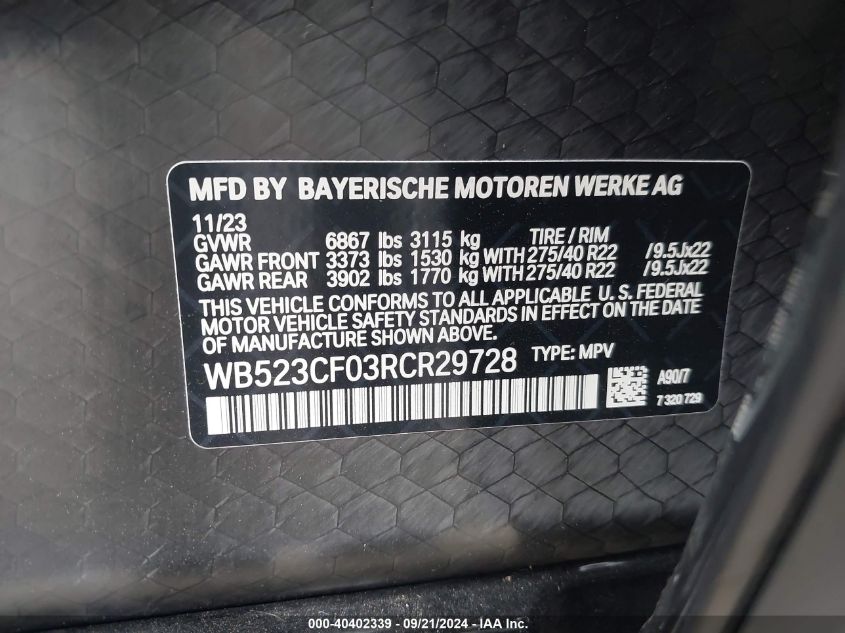 MFD BY BAYERISCHE MOTOREN WERKE AG
11/23
GVWR 6867 lbs 3115 kg TIRE / RIM
GAWR FRONT 3373 lbs 1530 kg WITH 275/40 R22 /9.5Jx22
GAWR REAR 3902 lbs 1770 kg WITH 275/40 R22 /9.5Jx22
THIS VEHICLE CONFORMS TO ALL APPLICABLE U. S. FEDERAL
MOTOR VEHICLE SAFETY STANDARDS IN EFFECT ON THE DATE
OF MANUFACTURE SHOWN ABOVE.
WB523CF03RCR29728 TYPE: MPV
A90/7
7 320 729
000-40402339 - 09/21/2024 - IAA Inc.